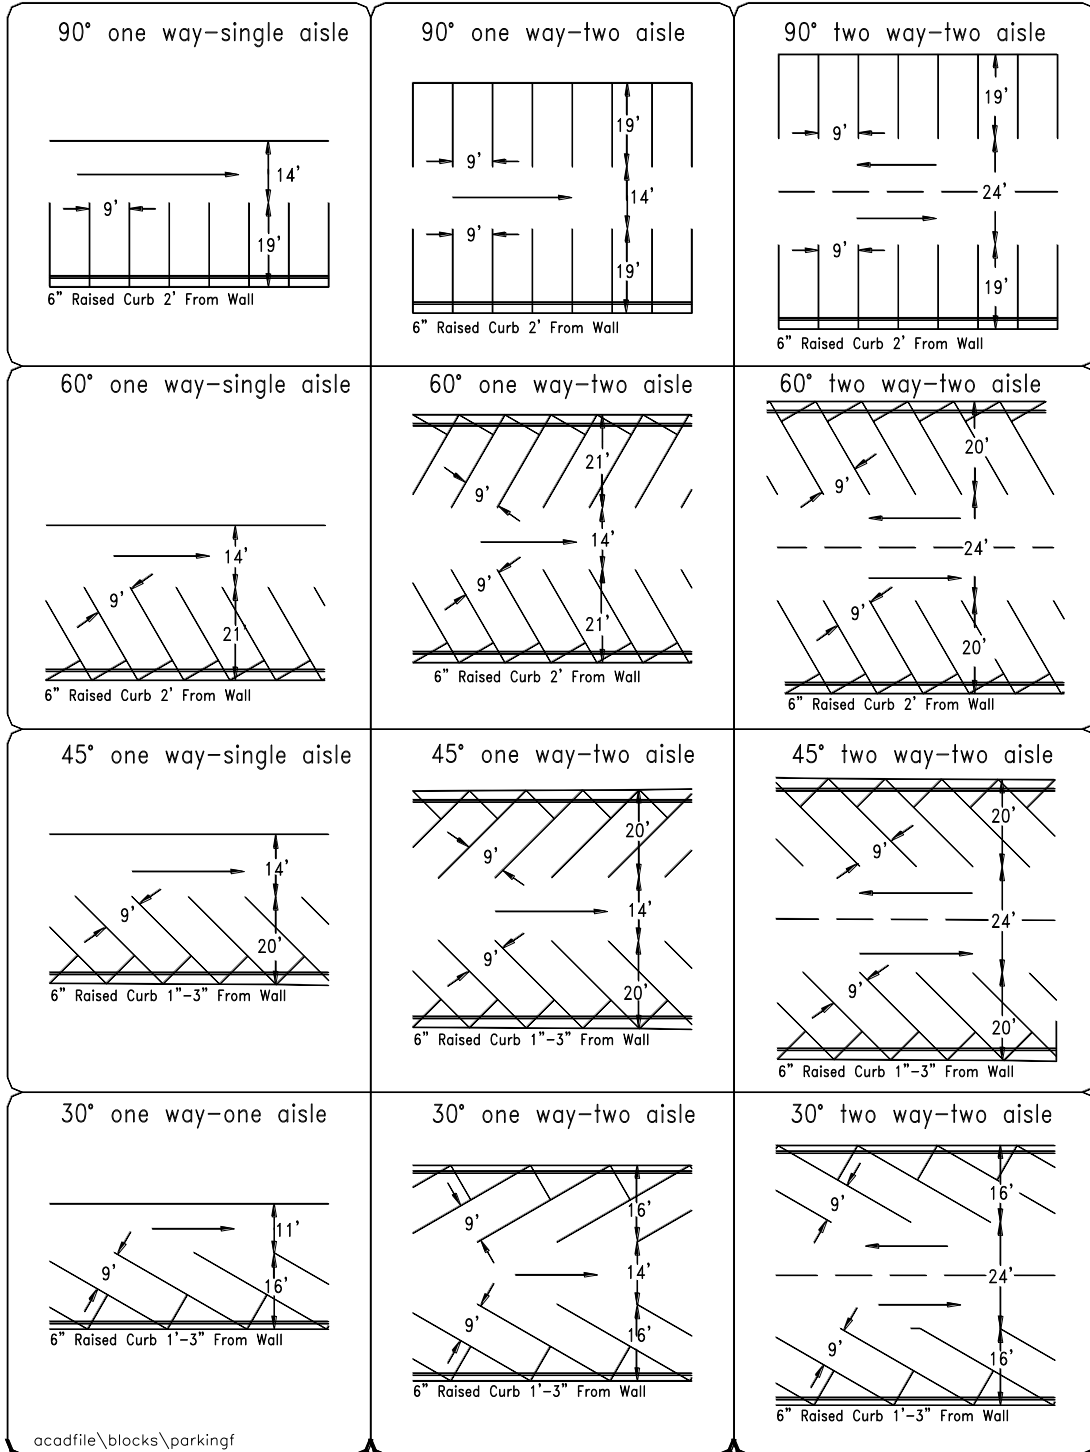 90° one way-single aisle
14'
9'
19'
6" Raised Curb 2' From Wall
90° one way-two aisle
19'
9'
14'
9'
19'
6" Raised Curb 2' From Wall
90° two way-two aisle
19'
9'
24'
9'
19'
6" Raised Curb 2' From Wall
60° one way-single aisle
14'
9'
21'
6" Raised Curb 2' From Wall
60° one way-two aisle
21'
9'
14'
9'
21'
6" Raised Curb 2' From Wall
60° two way-two aisle
20'
9'
24'
9'
20'
6" Raised Curb 2' From Wall
45° one way-single aisle
14'
9'
20'
6" Raised Curb 1"-3" From Wall
45° one way-two aisle
20'
9'
14'
9'
20'
6" Raised Curb 1"-3" From Wall
45° two way-two aisle
20'
9'
24'
9'
20'
6" Raised Curb 1"-3" From Wall
30° one way-one aisle
11'
9'
16'
6" Raised Curb 1'-3" From Wall
30° one way-two aisle
16'
9'
14'
9'
16'
6" Raised Curb 1'-3" From Wall
30° two way-two aisle
16'
9'
24'
9'
16'
6" Raised Curb 1'-3" From Wall
acadfile\blocks\parkingf